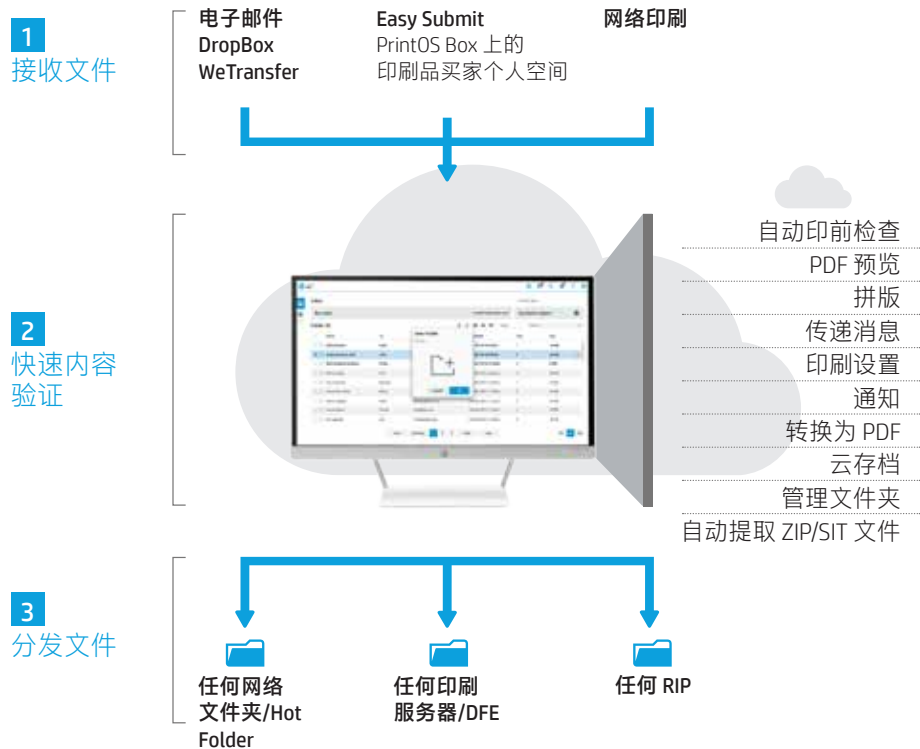 1
接收文件
电子邮件
DropBox
WeTransfer
Easy Submit
PrintOS Box 上的
印刷品买家个人空间
网络印刷
2
快速内容
验证
自动印前检查
PDF 预览
拼版
传递消息
印刷设置
通知
转换为 PDF
云存档
管理文件夹
自动提取 ZIP/SIT 文件
3
分发文件
任何网络
文件夹/Hot
Folder
任何印刷
服务器/DFE
任何 RIP